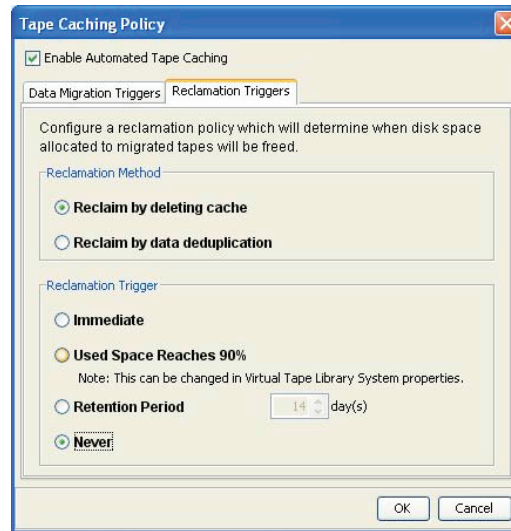 Tape Caching Policy
Enable Automated Tape Caching
Data Migration Triggers Reclamation Triggers
Configure a reclamation policy which will determine when disk space
allocated to migrated tapes will be freed.
Reclamation Method
Reclaim by deleting cache
Reclaim by data deduplication
Reclamation Trigger
Immediate
Used Space Reaches 90%
Note: This can be changed in Virtual Tape Library System properties.
Retention Period 14 day(s)
Never
OK Cancel